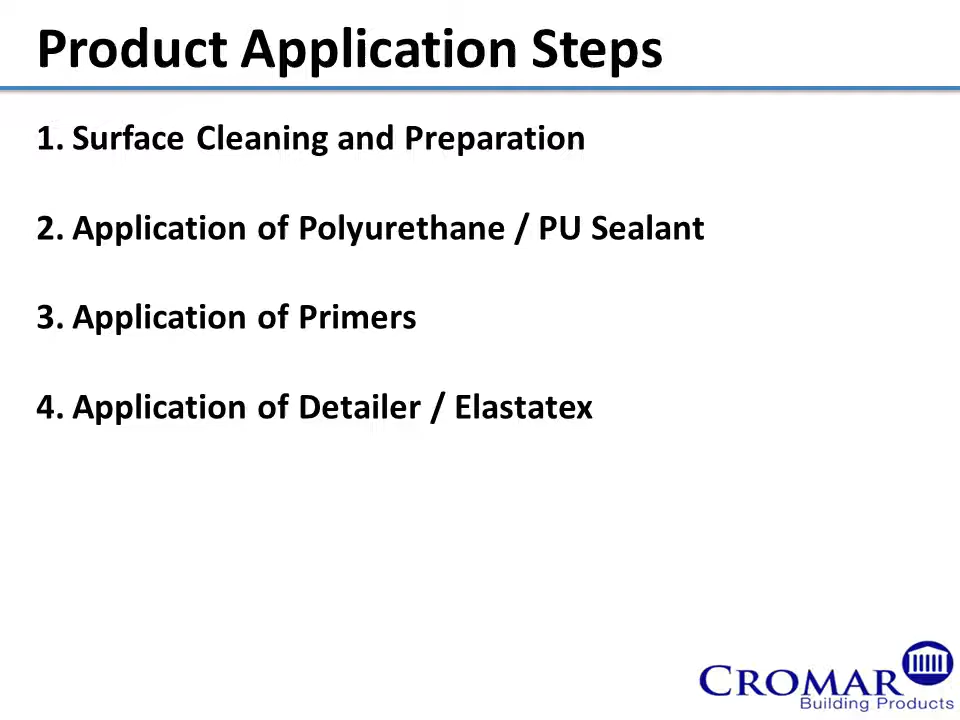 Product Application Steps
1. Surface Cleaning and Preparation
2. Application of Polyurethane / PU Sealant
3. Application of Primers
4. Application of Detailer / Elastatex
CROMAR
Building Products